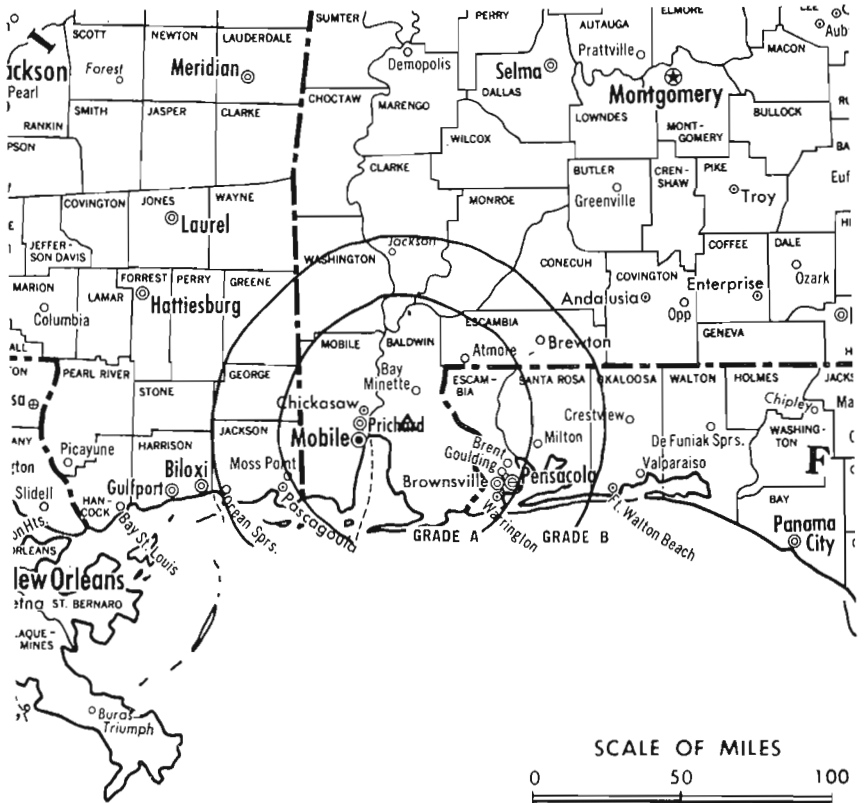 SCOTT
NEWTON
LAUDERDALE
SUMTER
PERRY
AUTAUGA
ELMORE
MACON
Forest
Meridian
Demopolis
Selma
Prattville
Pearl
DALLAS
Montgomery
SMITH
JASPER
CLARKE
CHOCTAW
MARENGO
LOWNDES
MONT-
GOMERY
BULLOCK
RANKIN
WILCOX
CLARKE
BUTLER
CREN-
SHAW
PIKE
COVINGTON
JONES
WAYNE
MONROE
Greenville
Troy
Laurel
JEFFER-
SON DAVIS
WASHINGTON
Jackson
CONECUH
COFFEE
DALE
MARION
LAMAR
FORREST
PERRY
GREENE
COVINGTON
Ozark
Columbia
Hattiesburg
Andalusia
Opp
Enterprise
ESCAMBIA
MOBILE
BALDWIN
Brewton
GENEVA
Atmore
PEARL RIVER
GEORGE
Bay
Minette
ESCAM-
BIA
SANTA ROSA
OKALOOSA
WALTON
HOLMES
STONE
Chickasaw
Prichard
Crestview
Chipley
HARRISON
JACKSON
Mobile
Milton
De Funiak Sprs.
WASHING-
TON
Picayune
Biloxi
Moss Point
Brent
Goulding
Pensacola
Valparaiso
F
Slidell
HAN-
COCK
Gulfport
Ocean Sprs.
Pascagoula
Brownsville
Warrington
Ft. Walton Beach
BAY
Bay St. Louis
GRADE A
GRADE B
Panama
City
New Orleans
ST. BERNARD
Buras
Triumph
SCALE OF MILES
0 50 100